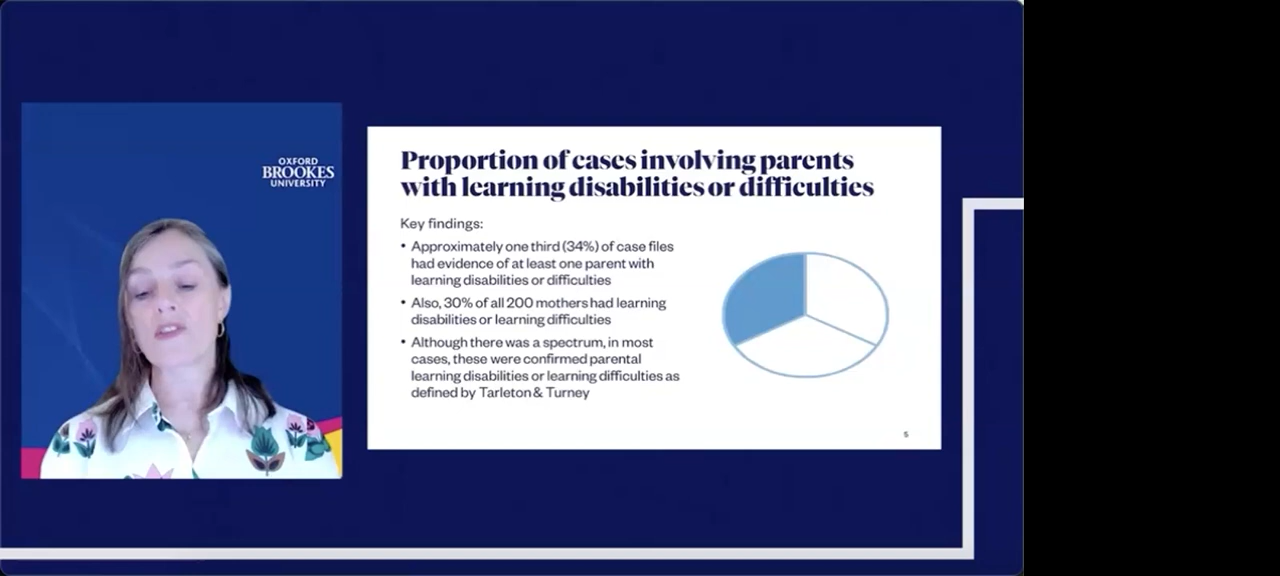 OXFORD
BROOKES
UNIVERSITY
Proportion of cases involving parents
with learning disabilities or difficulties
Key findings:
• Approximately one third (34%) of case files
had evidence of at least one parent with
learning disabilities or difficulties
• Also, 30% of all 200 mothers had learning
disabilities or learning difficulties
• Although there was a spectrum, in most
cases, these were confirmed parental
learning disabilities or learning difficulties as
defined by Tarleton & Turney
5